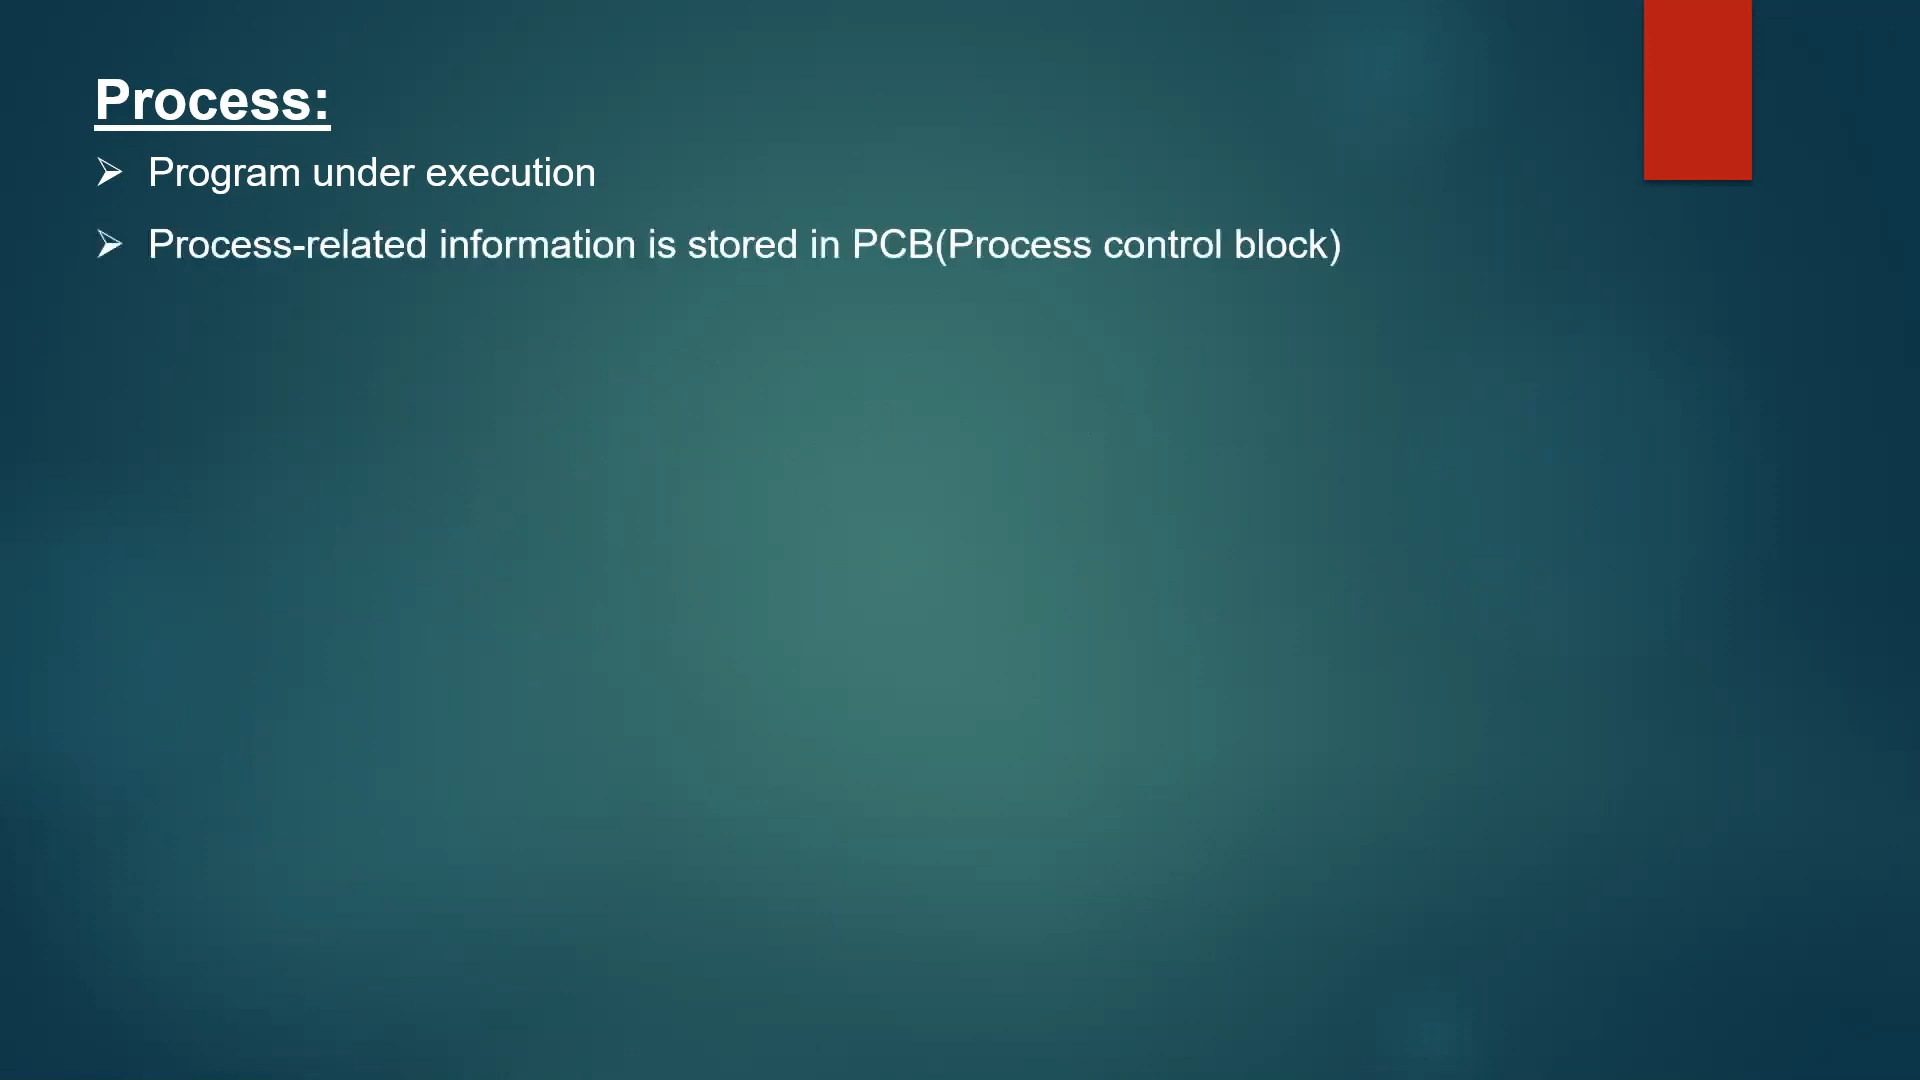 Process:
➢ Program under execution
➢ Process-related information is stored in PCB(Process control block)